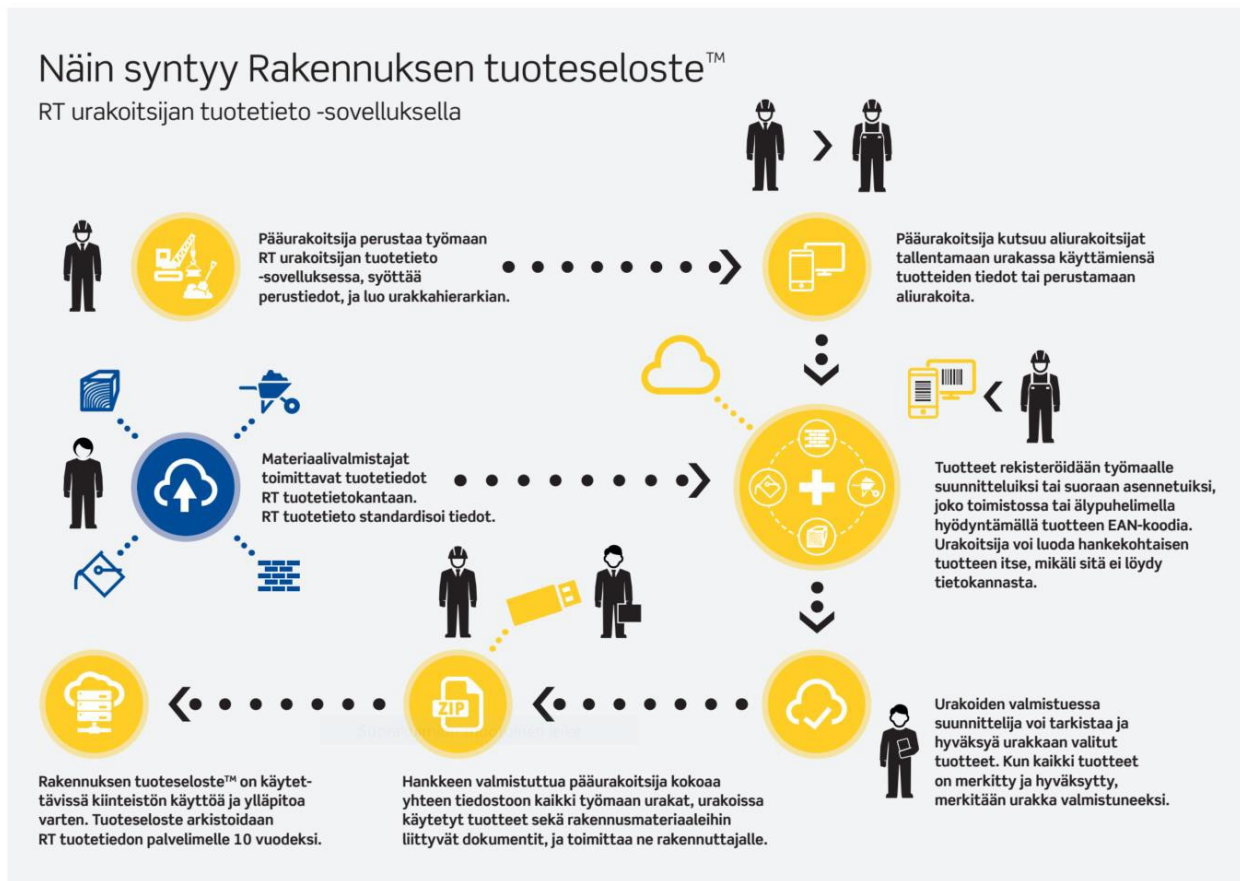 Näin syntyy Rakennuksen tuoteseloste™
RT urakoitsijan tuotetieto -sovelluksella
Pääurakoitsija perustaa työmaan
RT urakoitsijan tuotetieto
-sovelluksessa, syöttää
perustiedot, ja luo urakkahierarkian.
Pääurakoitsija kutsuu aliurakoitsijat
tallentamaan urakassa käyttämiensä
tuotteiden tiedot tai perustamaan
aliurakoita.
Materiaalivalmistajat
toimittavat tuotetiedot
RT tuotetietokantaan.
RT tuotetieto standardisoi tiedot.
Tuotteet rekisteröidään työmaalle
suunnitteluiksi tai suoraan asennetuiksi,
joko toimistossa tai älypuhelimella
hyödyntämällä tuotteen EAN-koodia.
Urakoitsija voi luoda hankekohtaisen
tuotteen itse, mikäli sitä ei löydy
tietokannasta.
Urakoiden valmistuessa
suunnittelija voi tarkistaa ja
hyväksyä urakkaan valitut
tuotteet. Kun kaikki tuotteet
on merkitty ja hyväksytty,
merkitään urakka valmistuneeksi.
ZIP
Hankkeen valmistuttua pääurakoitsija kokoaa
yhteen tiedostoon kaikki työmaan urakat, urakoissa
käytetyt tuotteet sekä rakennusmateriaaleihin
liittyvät dokumentit, ja toimittaa ne rakennuttajalle.
Rakennuksen tuoteseloste™ on käytet-
tävissä kiinteistön käyttöä ja ylläpitoa
varten. Tuoteseloste arkistoidaan
RT tuotetiedon palvelimelle 10 vuodeksi.